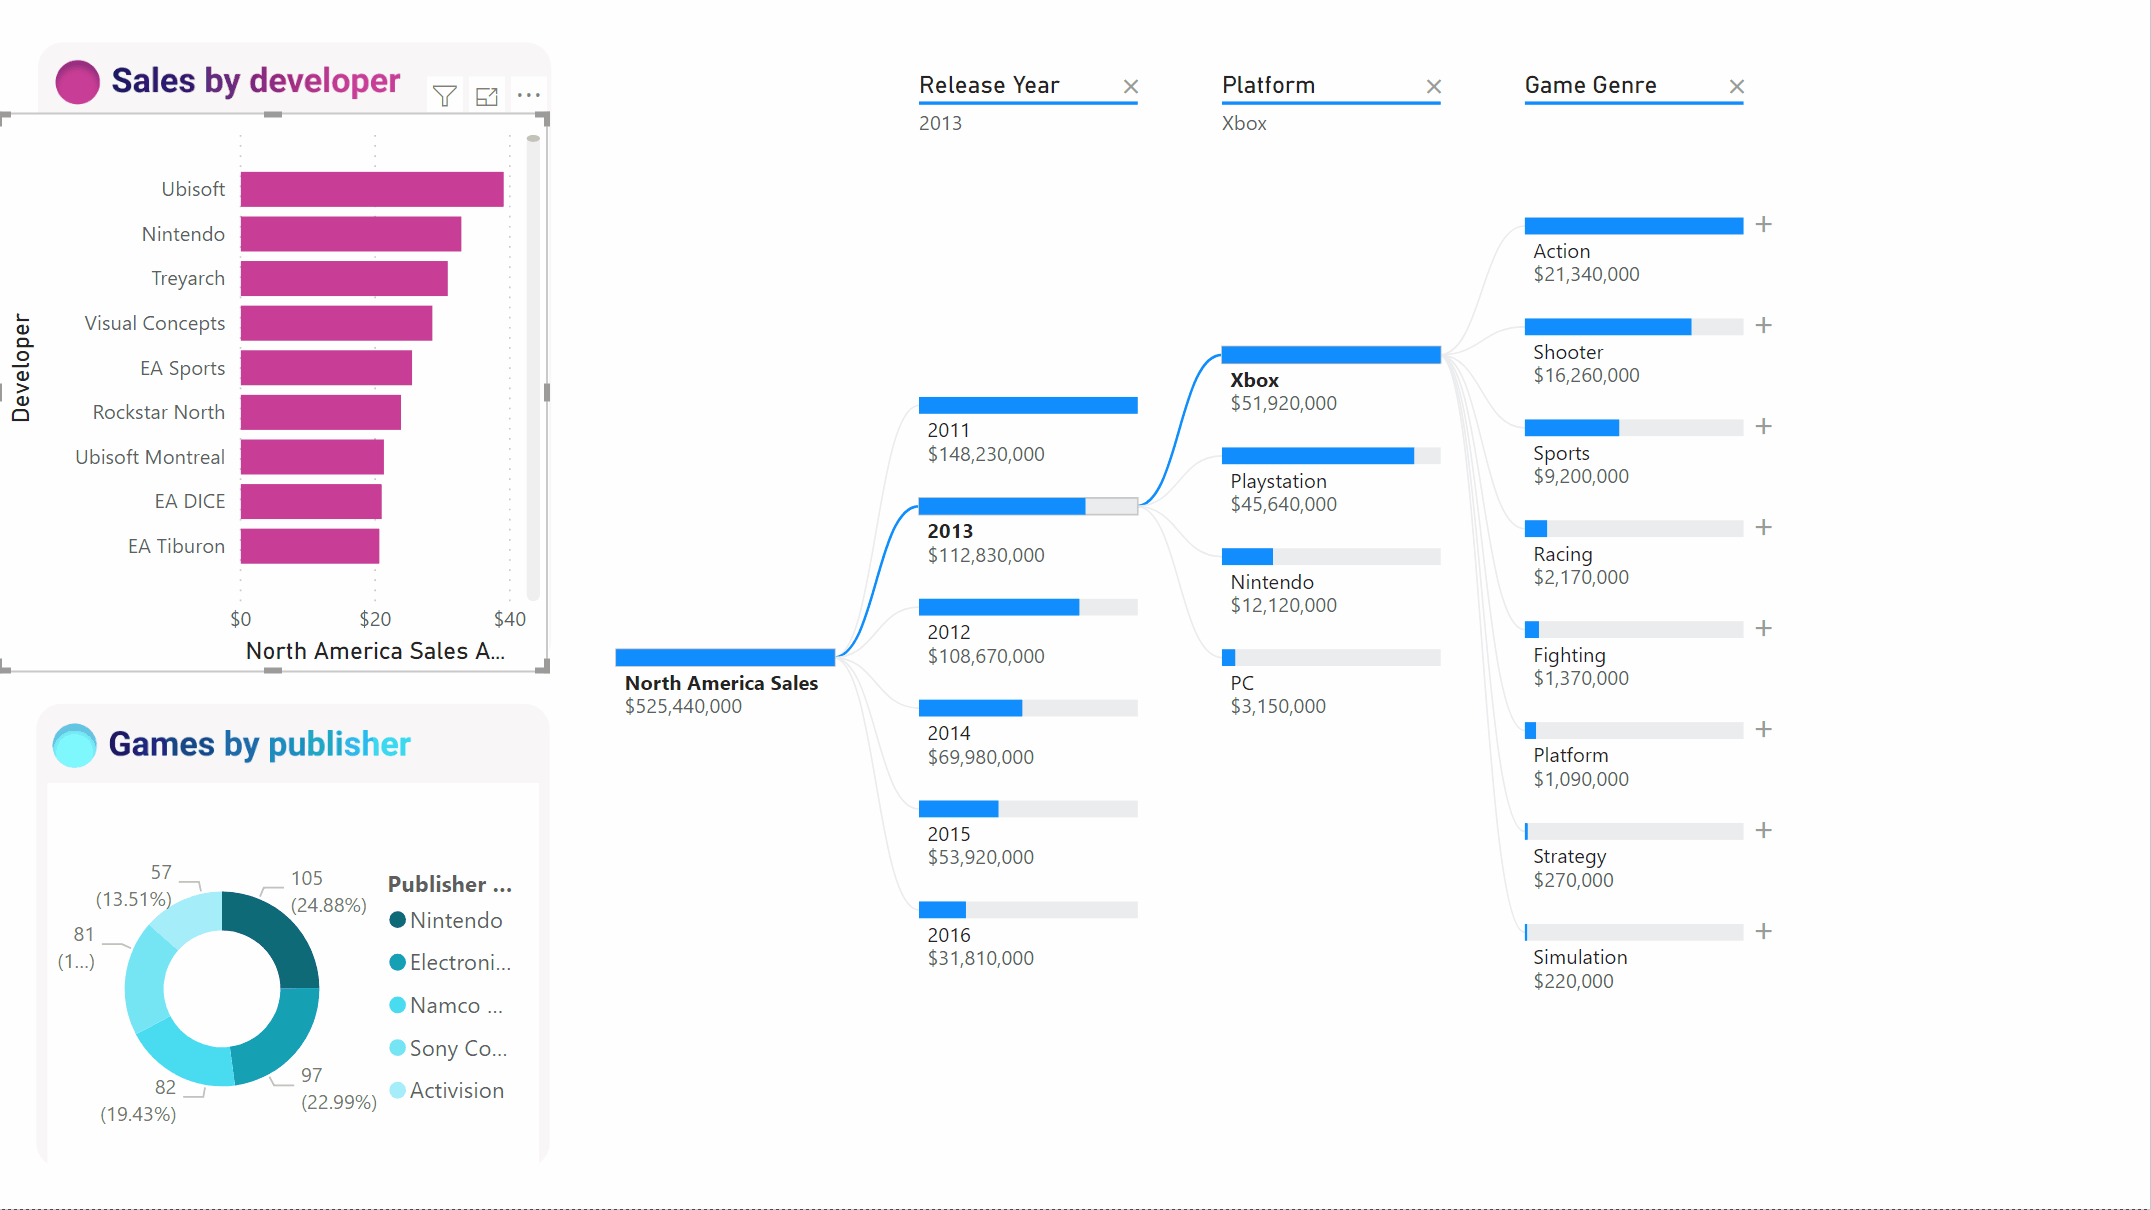 Sales by developer
Developer
Ubisoft
Nintendo
Treyarch
Visual Concepts
EA Sports
Rockstar North
Ubisoft Montreal
EA DICE
EA Tiburon
$0 $20 $40
North America Sales A...
Games by publisher
57
(13.51%)
105
(24.88%)
81
(1...)
82
(19.43%)
97
(22.99%)
Publisher ...
Nintendo
Electroni...
Namco ...
Sony Co...
Activision
North America Sales
$525,440,000
Release Year
2013
2011
$148,230,000
2013
$112,830,000
2012
$108,670,000
2014
$69,980,000
2015
$53,920,000
2016
$31,810,000
Platform
Xbox
Xbox
$51,920,000
Playstation
$45,640,000
Nintendo
$12,120,000
PC
$3,150,000
Game Genre
Action
$21,340,000
Shooter
$16,260,000
Sports
$9,200,000
Racing
$2,170,000
Fighting
$1,370,000
Platform
$1,090,000
Strategy
$270,000
Simulation
$220,000